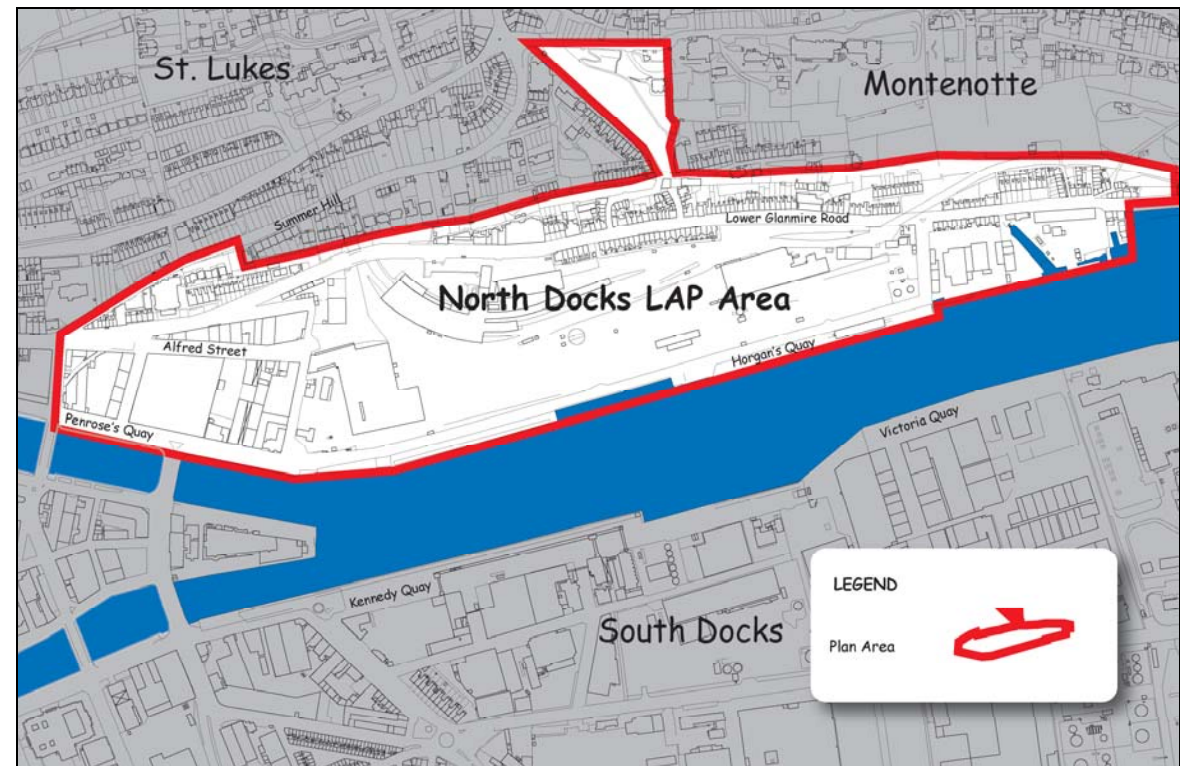 St. Lukes
Montenotte
Summer Hill
Lower Glanmire Road
North Docks LAP Area
Alfred Street
Horgan's Quay
Penrose's Quay
Victoria Quay
Kennedy Quay
South Docks
LEGEND
Plan Area